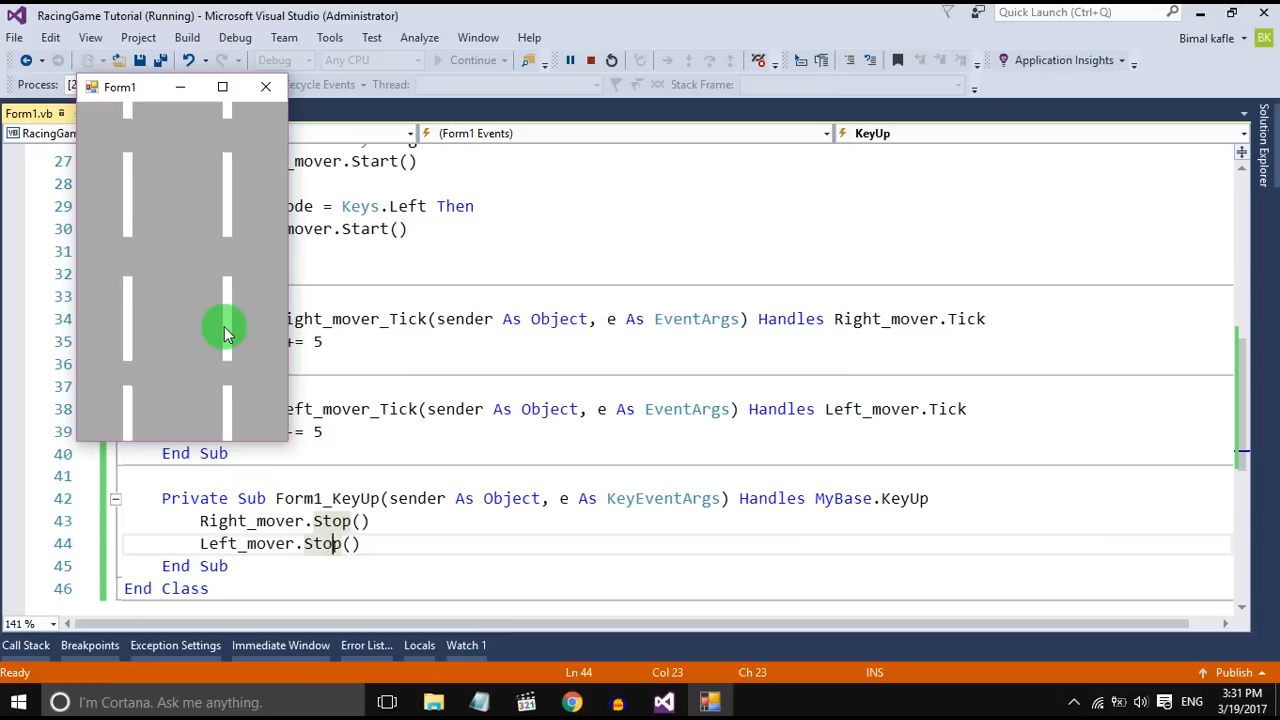 RacingGame Tutorial (Running) - Microsoft Visual Studio (Administrator)
Quick Launch (Ctrl+Q)
File Edit View Project Build Debug Team Tools Test Analyze Window Help
Bimal kafle BK
Debug Any CPU Continue Application Insights
Process: [2 Lifecycle Events Thread: Stack Frame:
Form1
Form1.vb
RacingGam (Form1 Events) KeyUp
Solution Explorer
27 _mover.Start()
28
29 ode = Keys.Left Then
30 mover.Start()
31
32
33
34 ight_mover_Tick(sender As Object, e As EventArgs) Handles Right_mover.Tick
35 += 5
36
37
38 eft_mover_Tick(sender As Object, e As EventArgs) Handles Left_mover.Tick
39 -= 5
40 End Sub
41
42 Private Sub Form1_KeyUp(sender As Object, e As KeyEventArgs) Handles MyBase.KeyUp
43 Right_mover.Stop()
44 Left_mover.Stop()
45 End Sub
46 End Class
141 %
Call Stack Breakpoints Exception Settings Immediate Window Error List... Locals Watch 1
Ready Ln 44 Col 23 Ch 23 INS Publish
I'm Cortana. Ask me anything. ENG 3:31 PM
3/19/2017